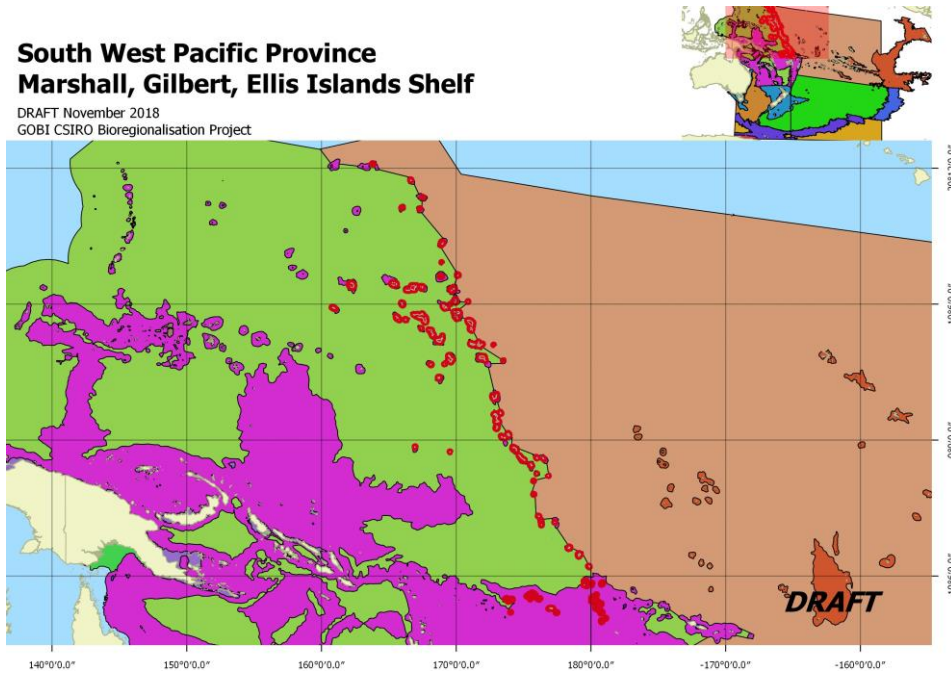 South West Pacific Province
Marshall, Gilbert, Ellis Islands Shelf
DRAFT November 2018
GOBI CSIRO Bioregionalisation Project
DRAFT
140°0'0.0"
150°0'0.0"
160°0'0.0"
170°0'0.0"
180°0'0.0"
-170°0'0.0"
-160°0'0.0"